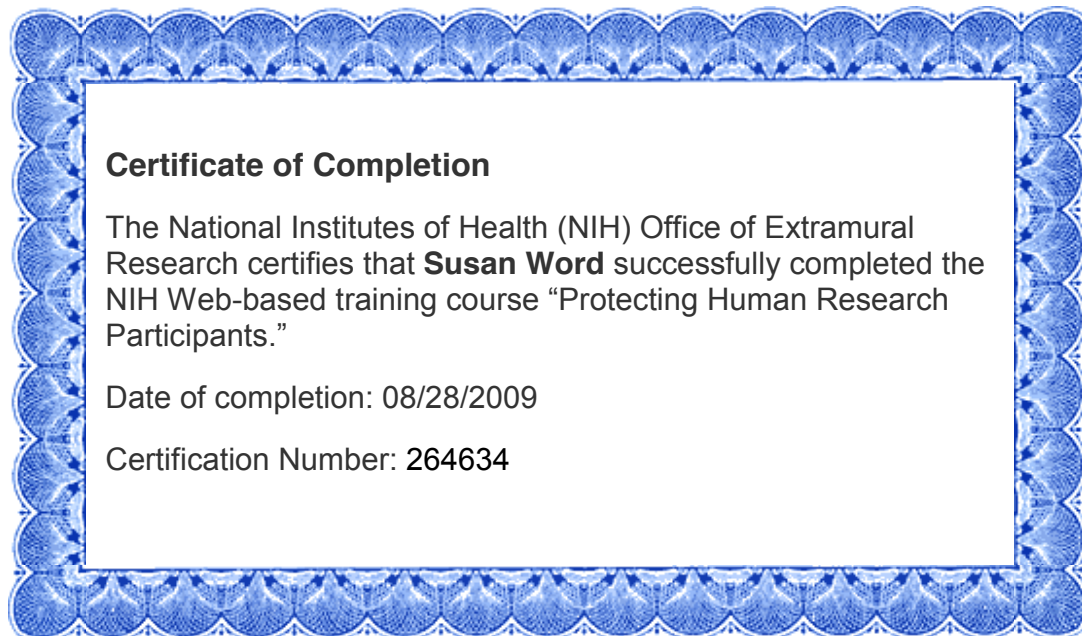 Certificate of Completion
The National Institutes of Health (NIH) Office of Extramural
Research certifies that Susan Word successfully completed the
NIH Web-based training course “Protecting Human Research
Participants.”
Date of completion: 08/28/2009
Certification Number: 264634